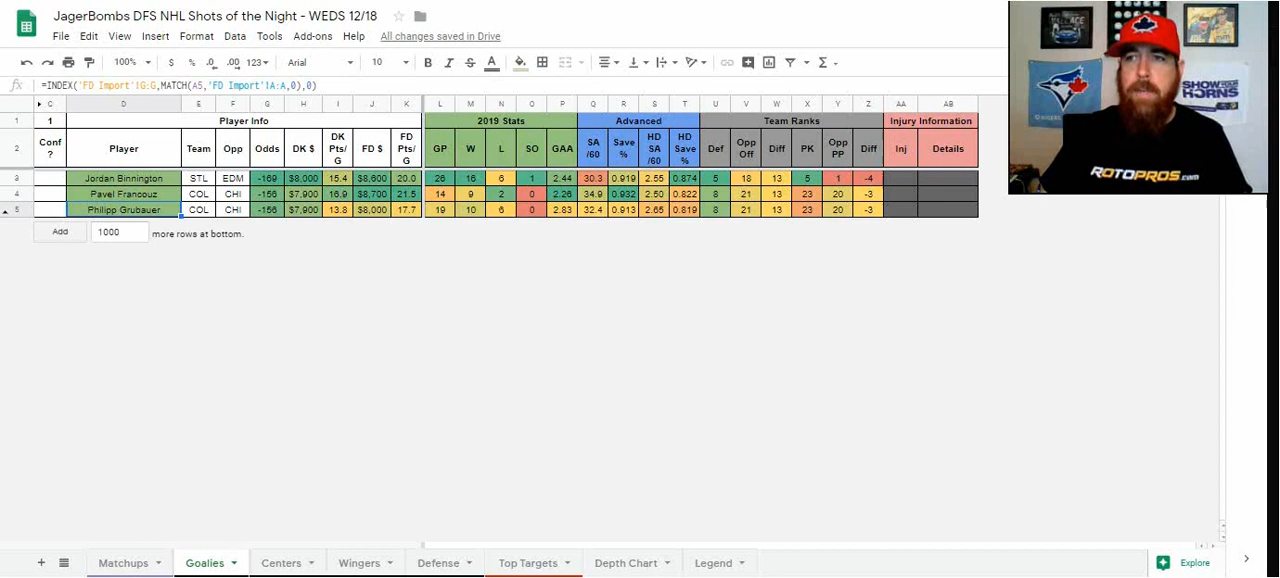 JagerBombs DFS NHL Shots of the Night - WEDS 12/18
File Edit View Insert Format Data Tools Add-ons Help All changes saved in Drive
100% $ % .0 .00 123 Arial 10 B I S A
fx =INDEX('FD Import'!G:G,MATCH(A5,'FD Import'!A:A,0),0)
C D E F G H I J K L M N O P Q R S T U V W X Y Z AA AB
1 1 Player Info 2019 Stats Advanced Team Ranks Injury Information
2 Conf ? Player Team Opp Odds DK $ DK Pts/ G FD $ FD Pts/ G GP W L SO GAA SA /60 Save % HD SA /60 HD Save % Def Opp Off Diff PK Opp PP Diff Inj Details
3 Jordan Binnington STL EDM -169 $8,000 15.4 $8,600 20.0 26 16 6 1 2.44 30.3 0.919 2.55 0.874 5 18 13 5 1 -4
4 Pavel Francouz COL CHI -156 $7,900 16.9 $8,700 21.5 14 9 2 0 2.26 34.9 0.932 2.50 0.822 8 21 13 23 20 -3
5 Philipp Grubauer COL CHI -156 $7,900 13.8 $8,000 17.7 19 10 6 0 2.83 32.4 0.913 2.65 0.819 8 21 13 23 20 -3
Add 1000 more rows at bottom.
SHOW YOUR HORNS
ROTOPROS.com
+ Matchups Goalies Centers Wingers Defense Top Targets Depth Chart Legend Explore